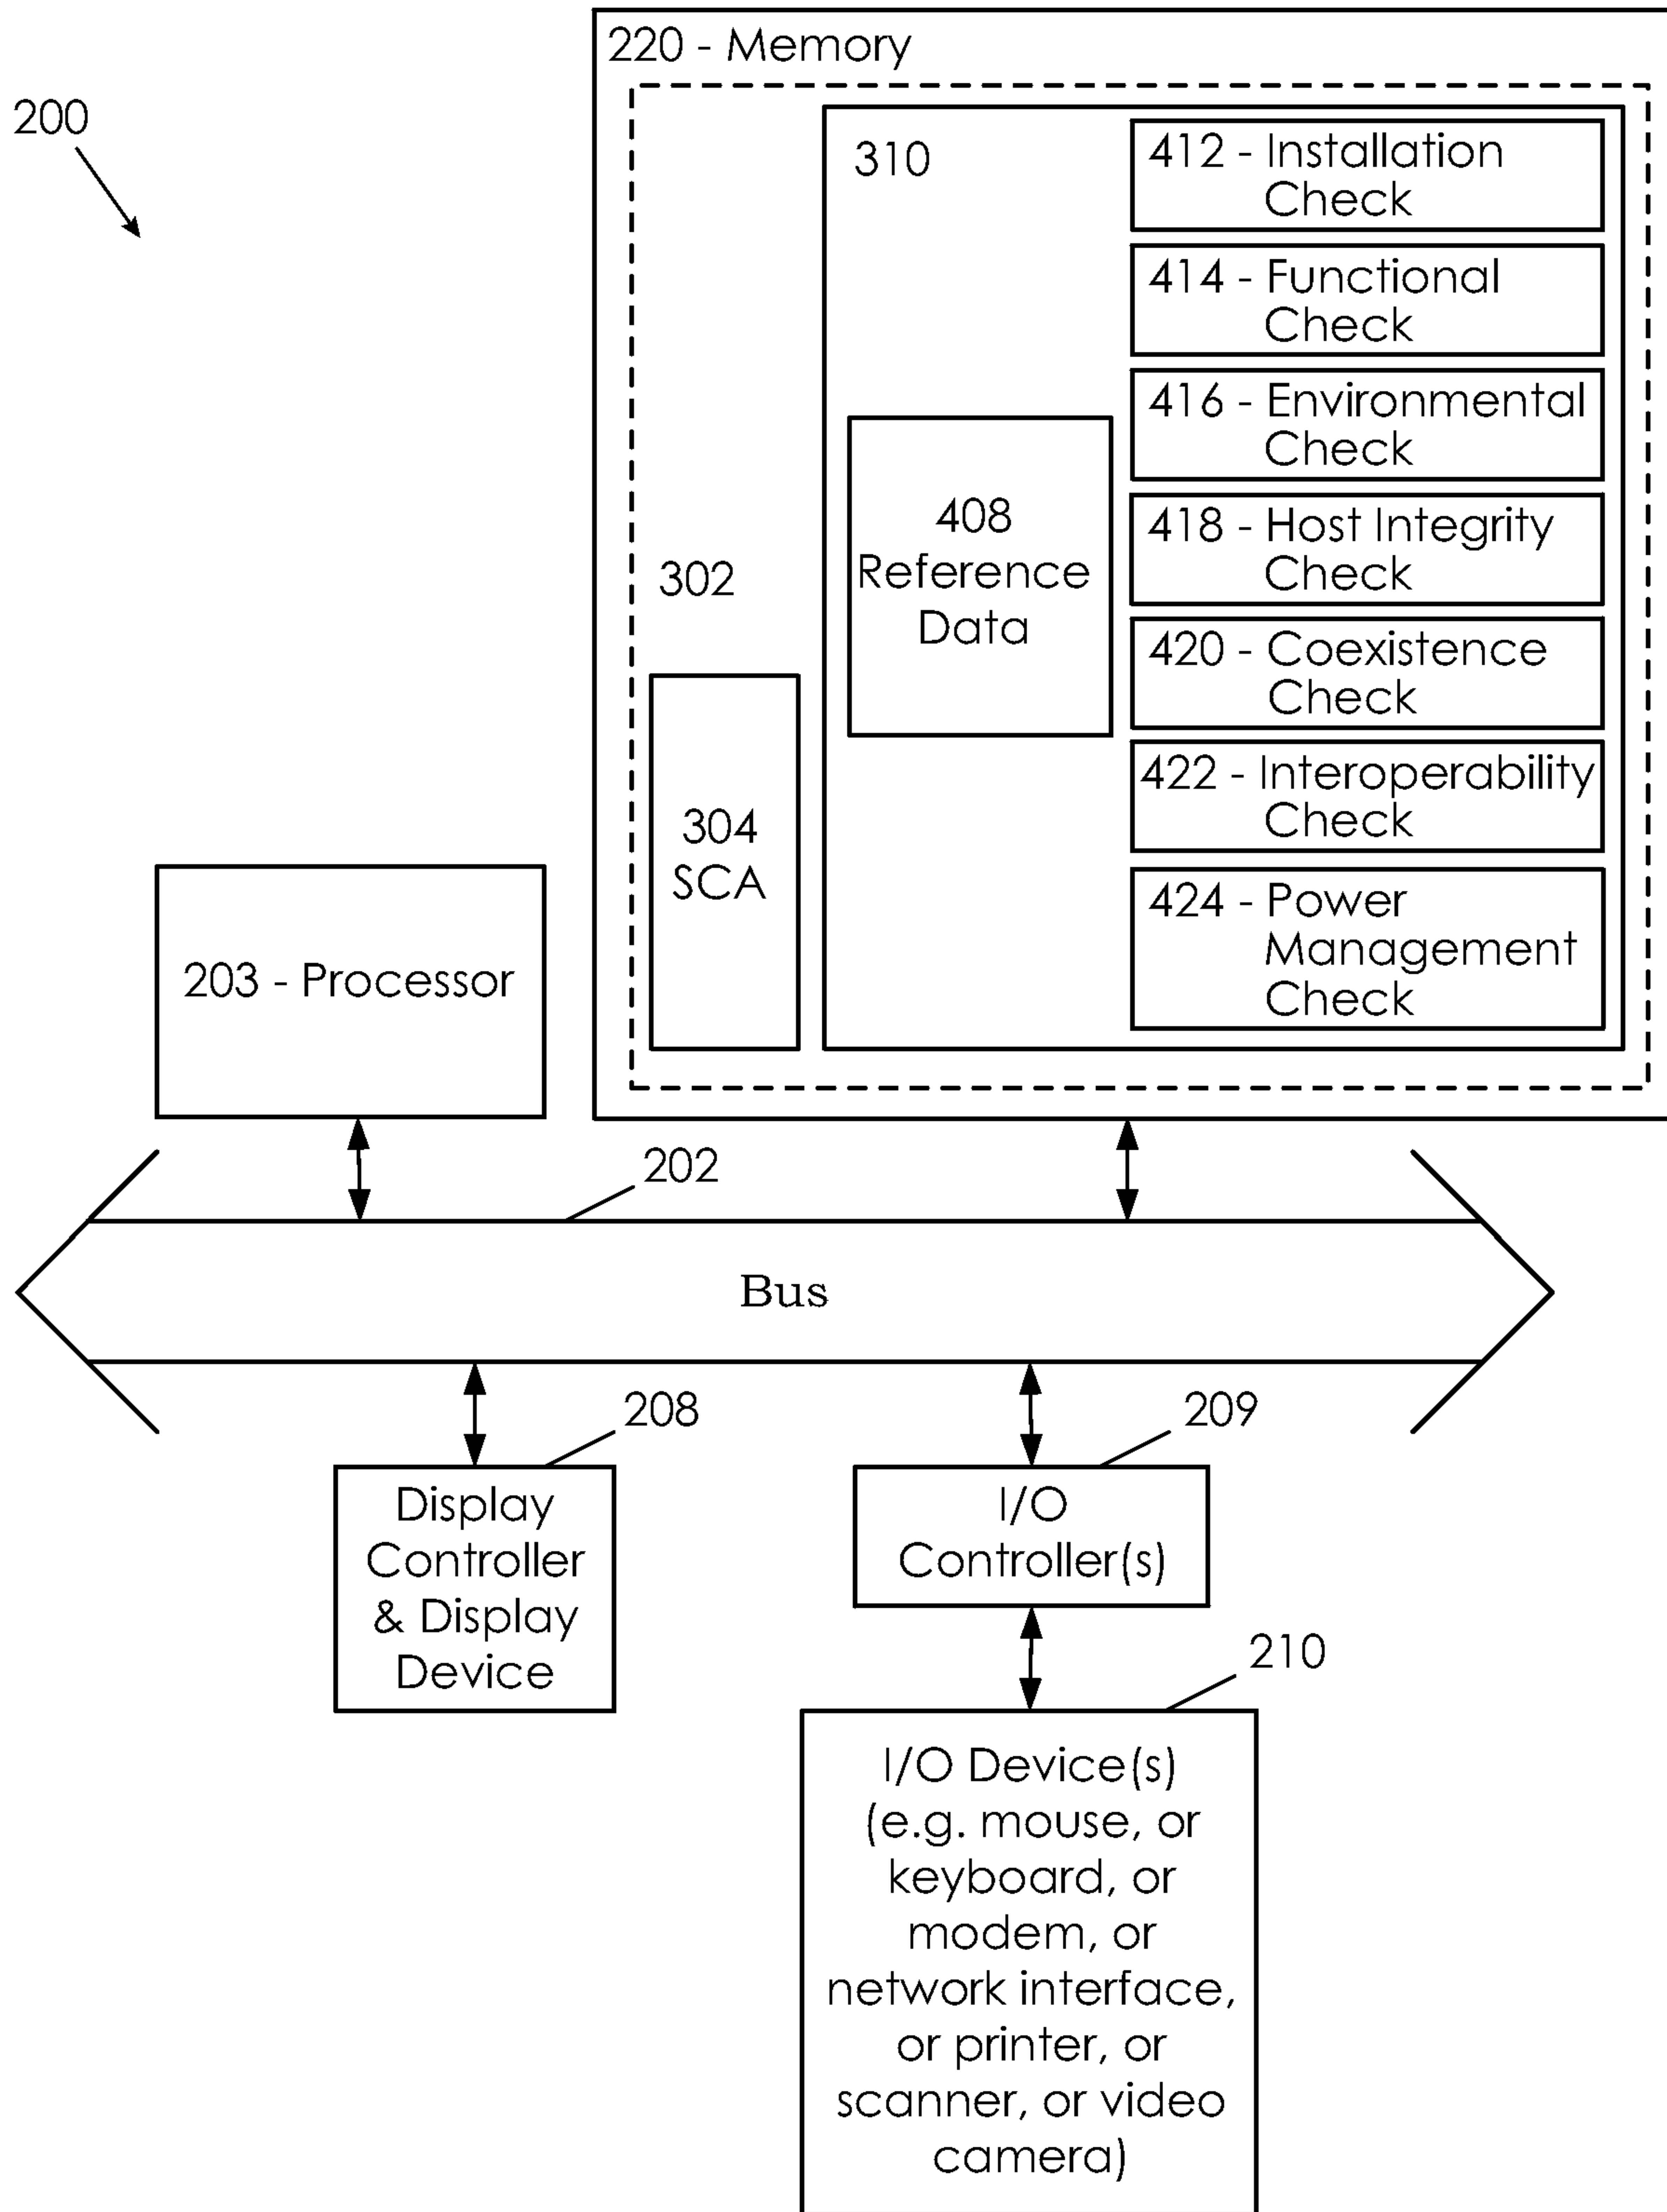 220 - Memory
200
310
412 - Installation
Check
414 - Functional
Check
416 - Environmental
Check
418 - Host Integrity
Check
420 - Coexistence
Check
422 - Interoperability
Check
424 - Power
Management
Check
408
Reference
Data
302
304
SCA
203 - Processor
202
Bus
208
Display
Controller
& Display
Device
209
I/O
Controller(s)
210
I/O Device(s)
(e.g. mouse, or
keyboard, or
modem, or
network interface,
or printer, or
scanner, or video
camera)